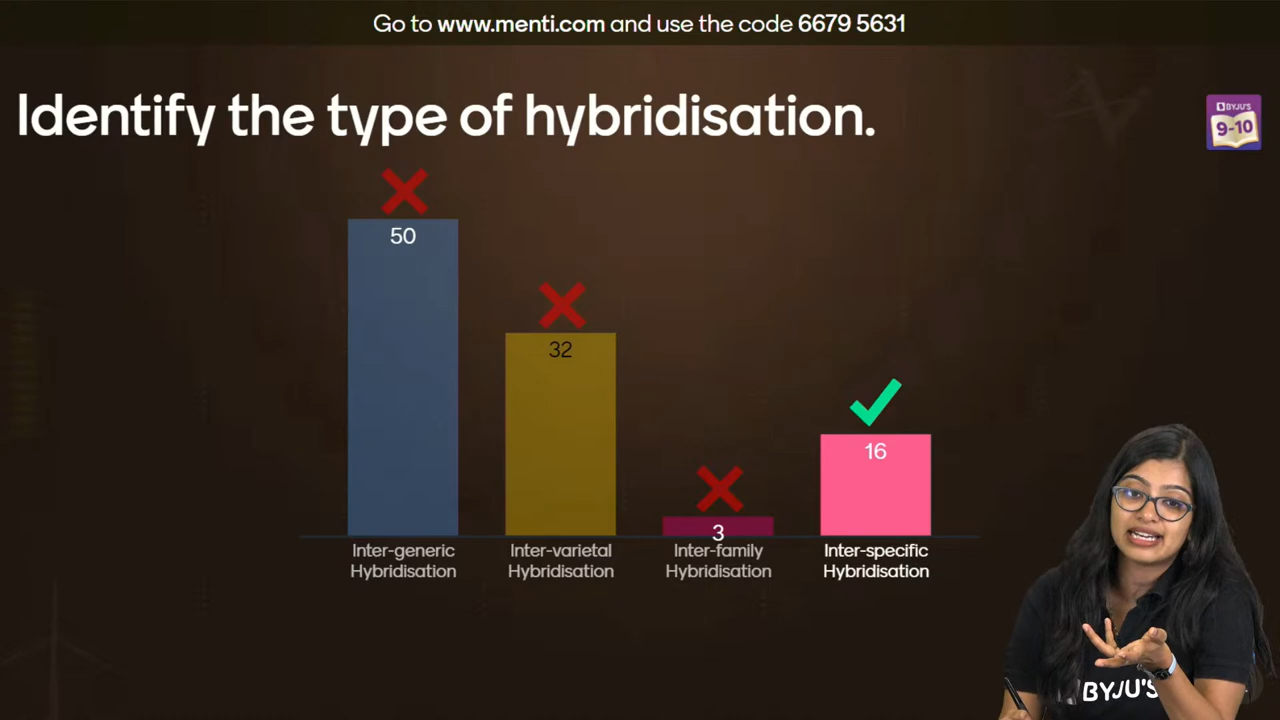 Go to www.menti.com and use the code 6679 5631
Identify the type of hybridisation.
BYJU'S
9-10
50
32
3
16
Inter-generic
Hybridisation
Inter-varietal
Hybridisation
Inter-family
Hybridisation
Inter-specific
Hybridisation
BYJU'S